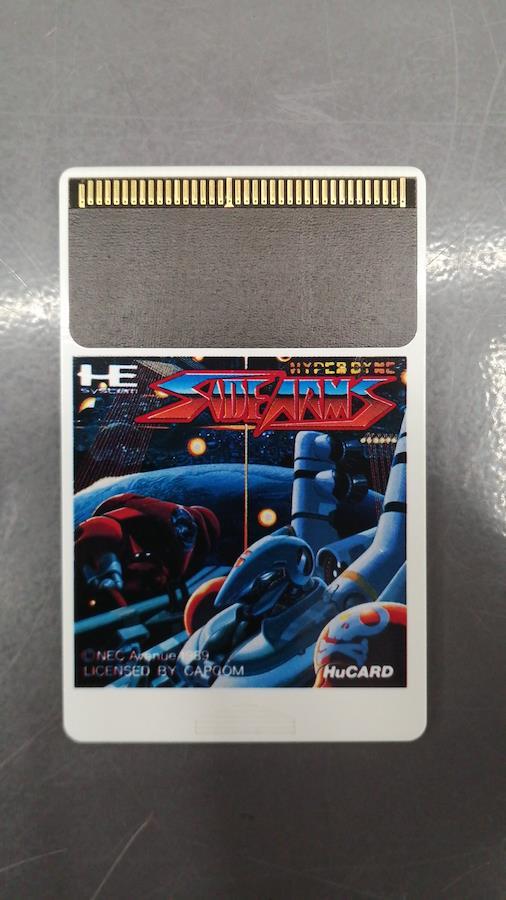 HE
SYSTEM
HYPER DYNE
SIDE ARMS
©NEC Avenue 1989
LICENSED BY CAPCOM
HuCARD